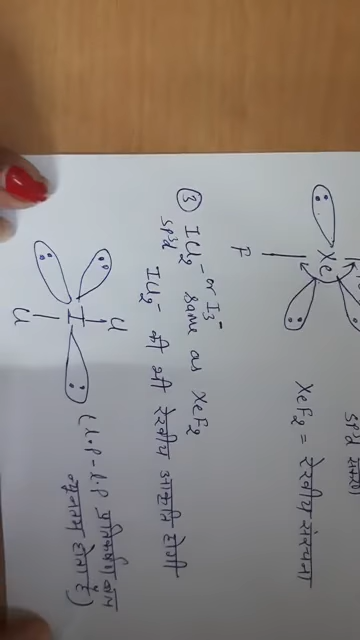 Xe
F
sp³d
XeF₂ = रेखीय संरचना
③ ICl₂⁻ or I₃⁻ same as XeF₂
sp³d ICl₂⁻ की भी रेखीय आकृति होगी
Cl — I — Cl
(l.p-l.p प्रतिकर्षण कम
न्यूनतम होता है)